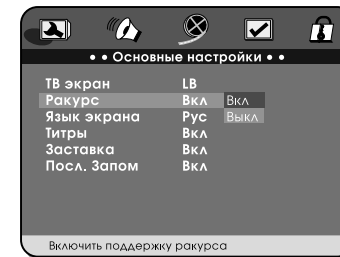 • • Основные настройки • •
ТВ экран LB
Ракурс Вкл Вкл
Язык экрана Рус Выкл
Титры Вкл
Заставка Вкл
Посл. Запом Вкл
Включить поддержку ракурса